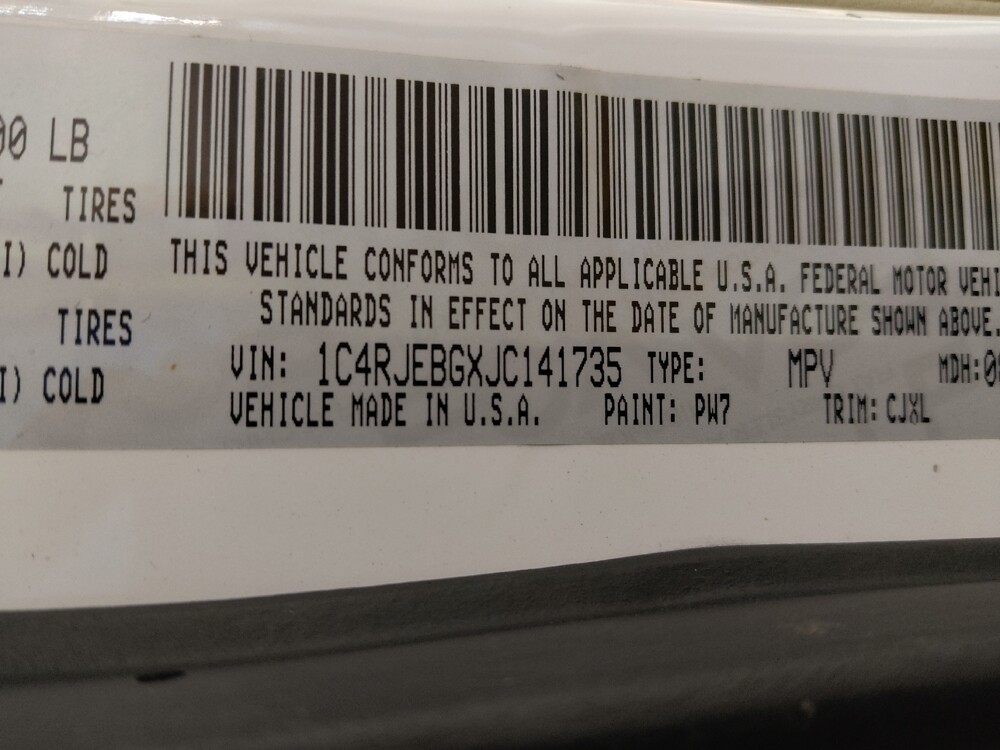 00 LB
TIRES
I) COLD
TIRES
I) COLD
THIS VEHICLE CONFORMS TO ALL APPLICABLE U.S.A. FEDERAL MOTOR VEHI
STANDARDS IN EFFECT ON THE DATE OF MANUFACTURE SHOWN ABOVE.
VIN: 1C4RJEBGXJC141735 TYPE: MPV MDH:0
VEHICLE MADE IN U.S.A. PAINT: PW7 TRIM: CJXL